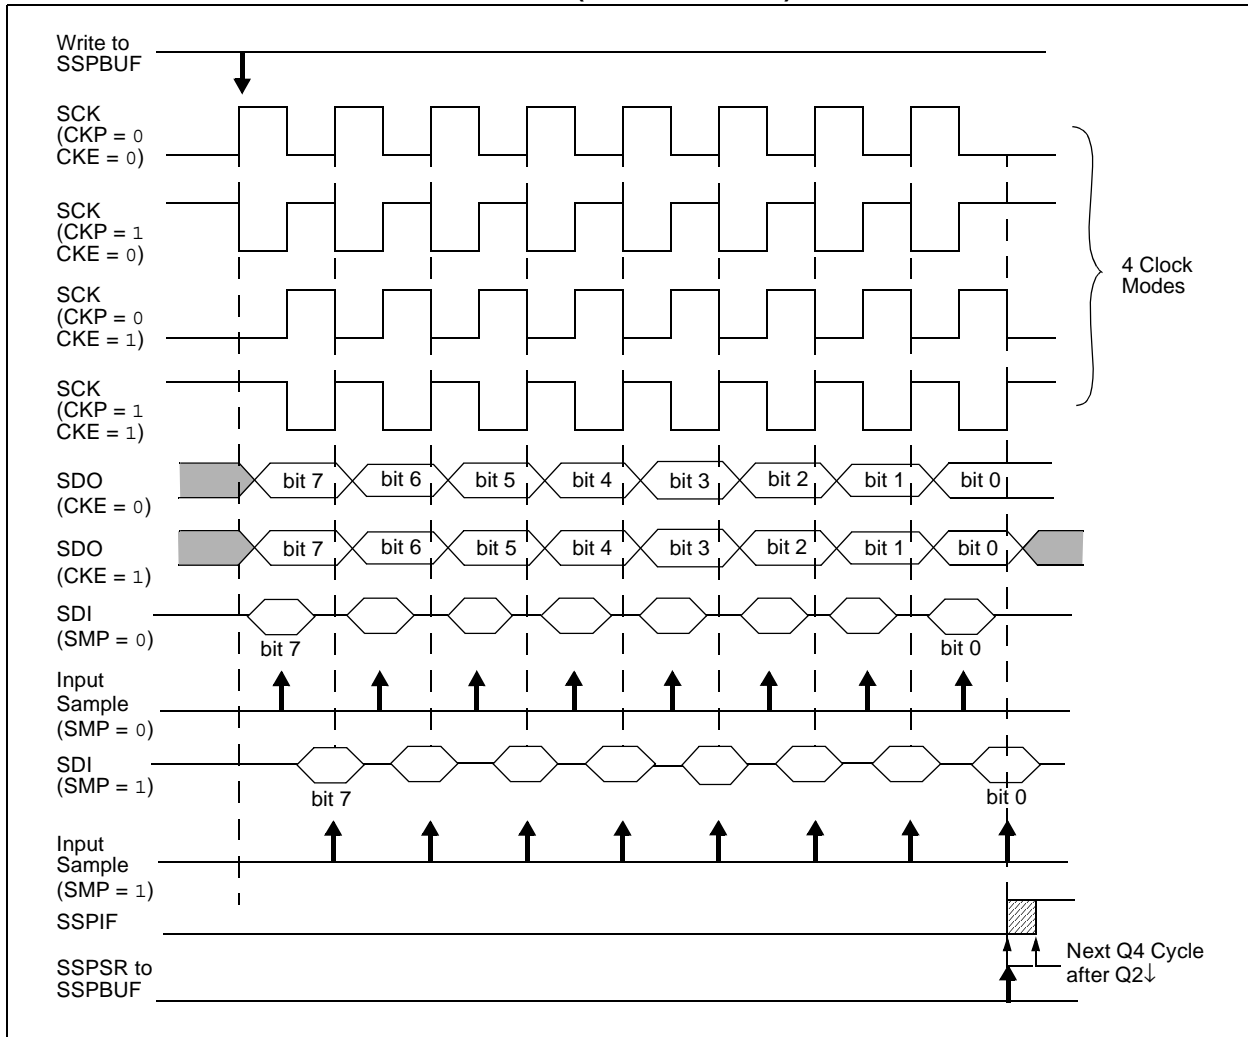 Write to
SSPBUF
SCK
(CKP = 0
CKE = 0)
SCK
(CKP = 1
CKE = 0)
SCK
(CKP = 0
CKE = 1)
SCK
(CKP = 1
CKE = 1)
4 Clock
Modes
SDO
(CKE = 0)
bit 7 bit 6 bit 5 bit 4 bit 3 bit 2 bit 1 bit 0
SDO
(CKE = 1)
bit 7 bit 6 bit 5 bit 4 bit 3 bit 2 bit 1 bit 0
SDI
(SMP = 0)
bit 7 bit 0
Input
Sample
(SMP = 0)
SDI
(SMP = 1)
bit 7 bit 0
Input
Sample
(SMP = 1)
SSPIF
Next Q4 Cycle
after Q2↓
SSPSR to
SSPBUF